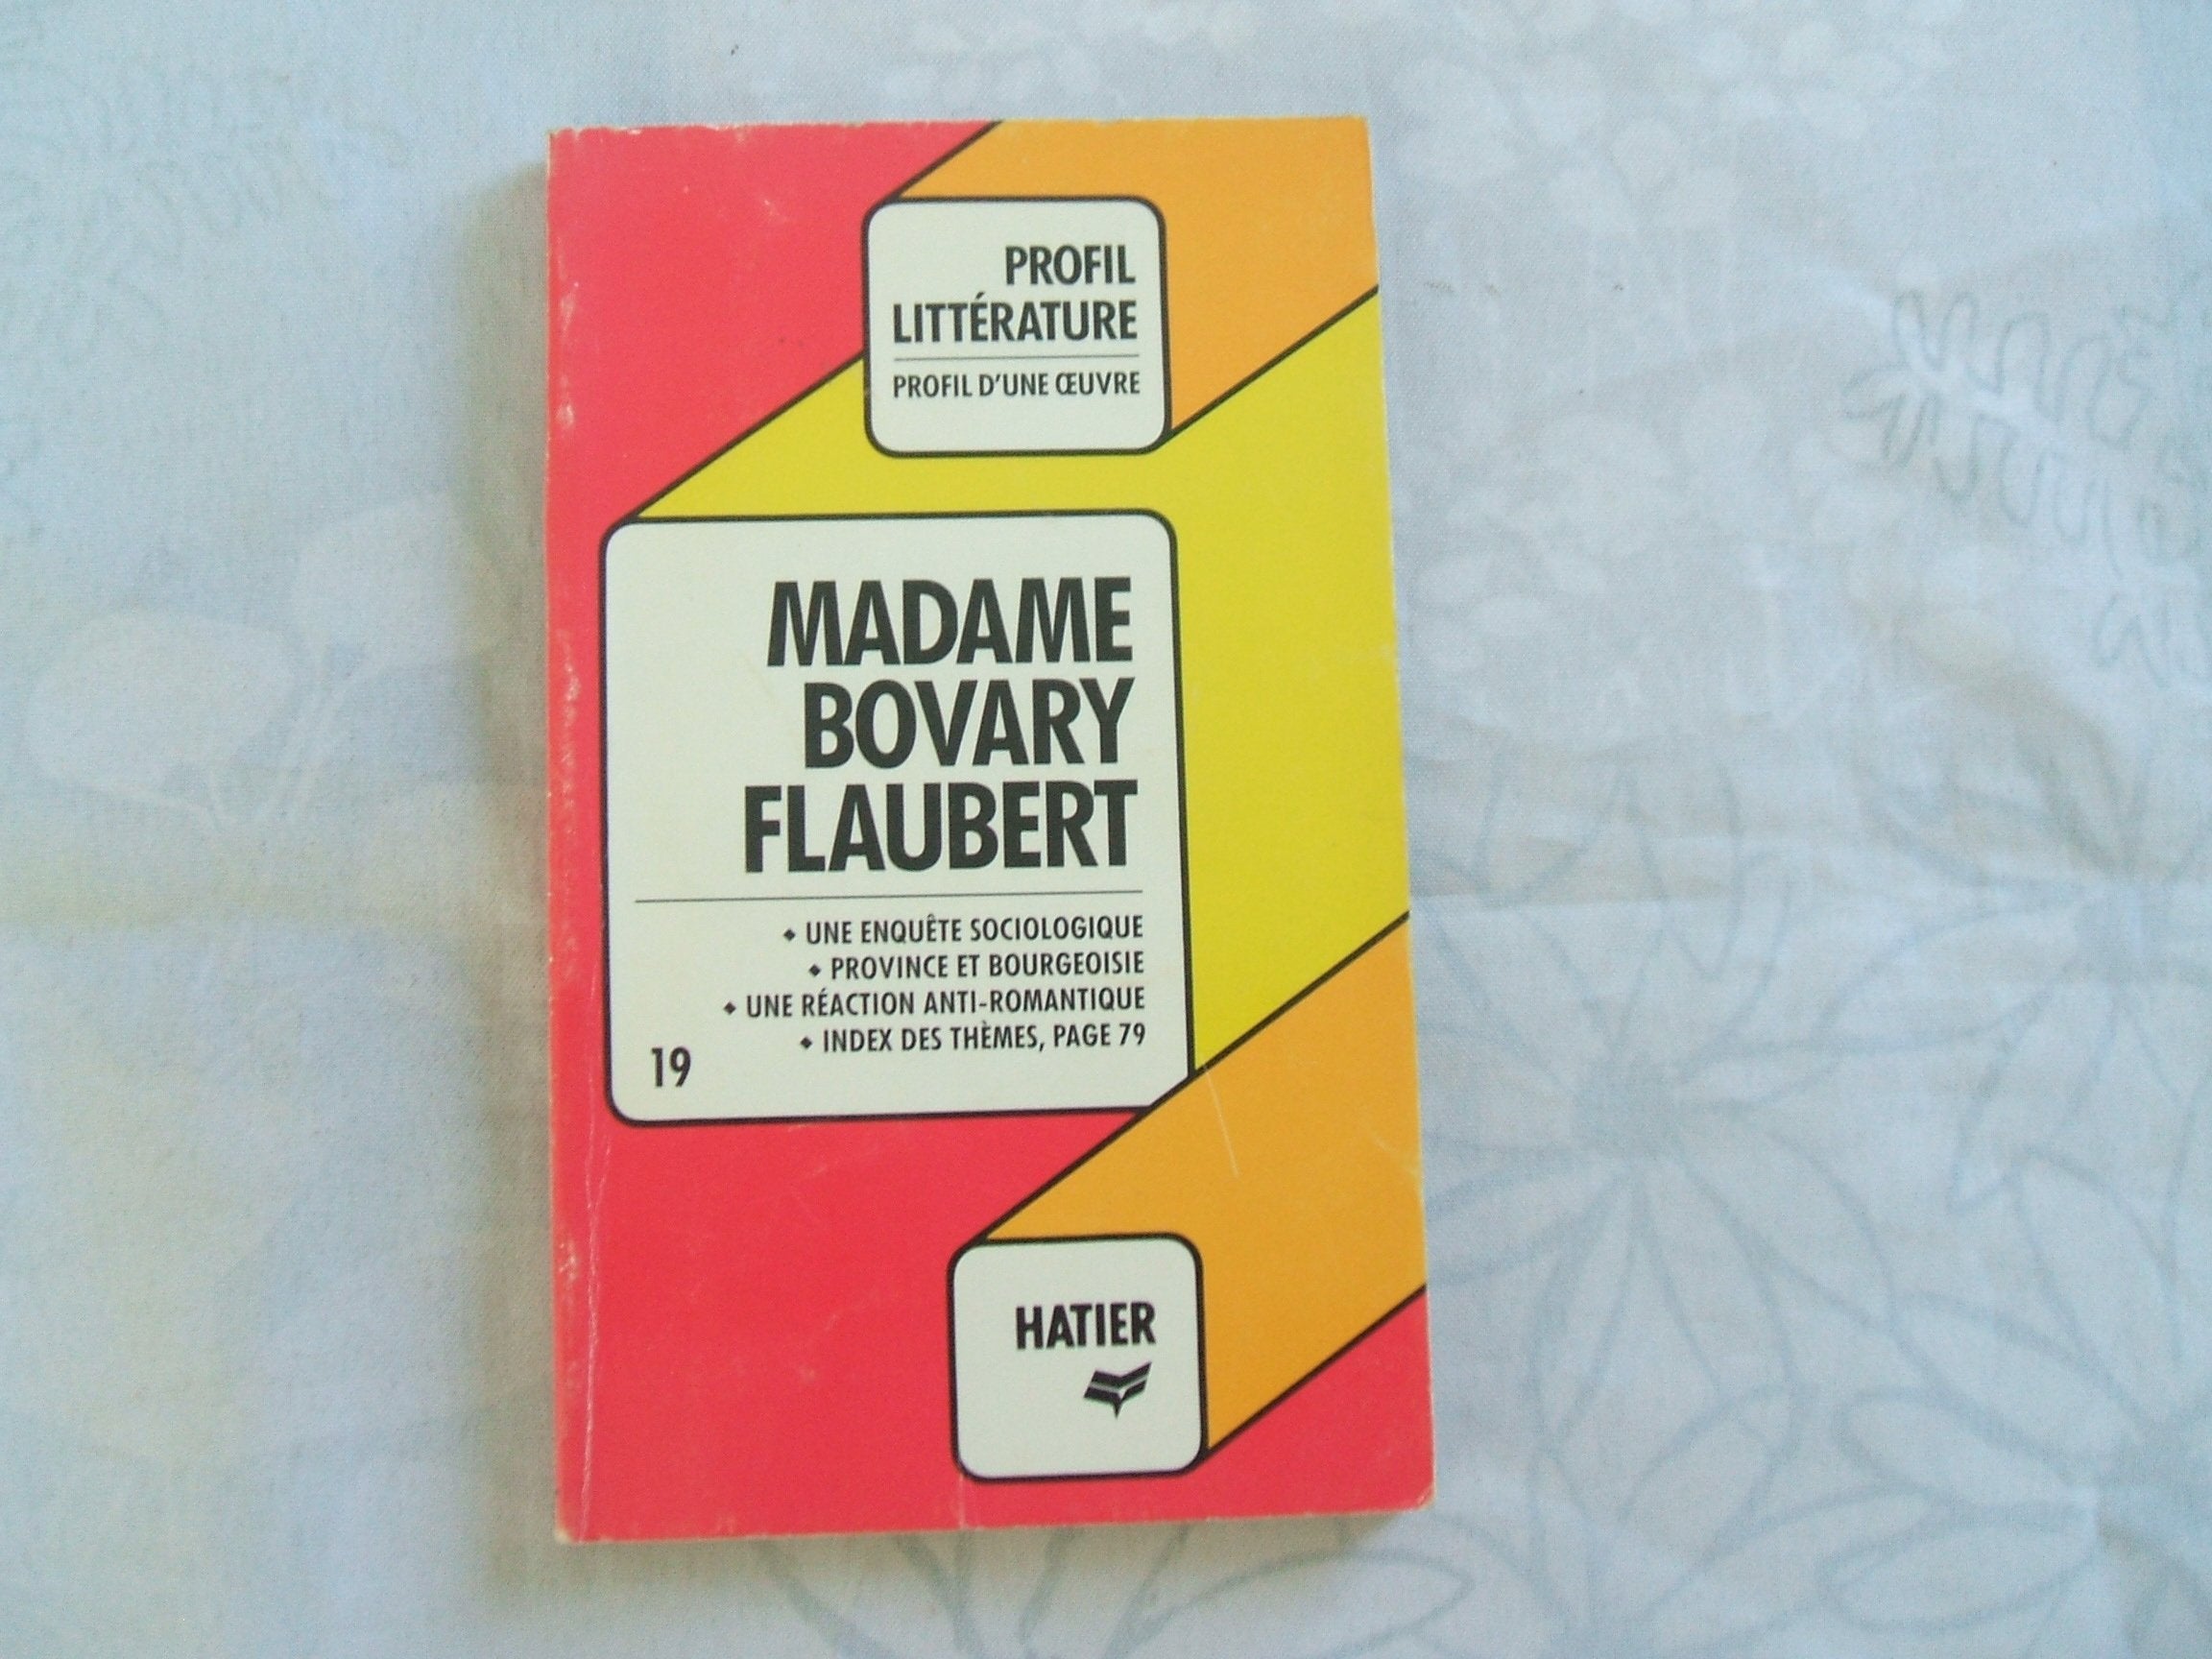 PROFIL
LITTÉRATURE
PROFIL D'UNE ŒUVRE
MADAME
BOVARY
FLAUBERT
◆ UNE ENQUÊTE SOCIOLOGIQUE
◆ PROVINCE ET BOURGEOISIE
◆ UNE RÉACTION ANTI-ROMANTIQUE
◆ INDEX DES THÈMES, PAGE 79
19
HATIER